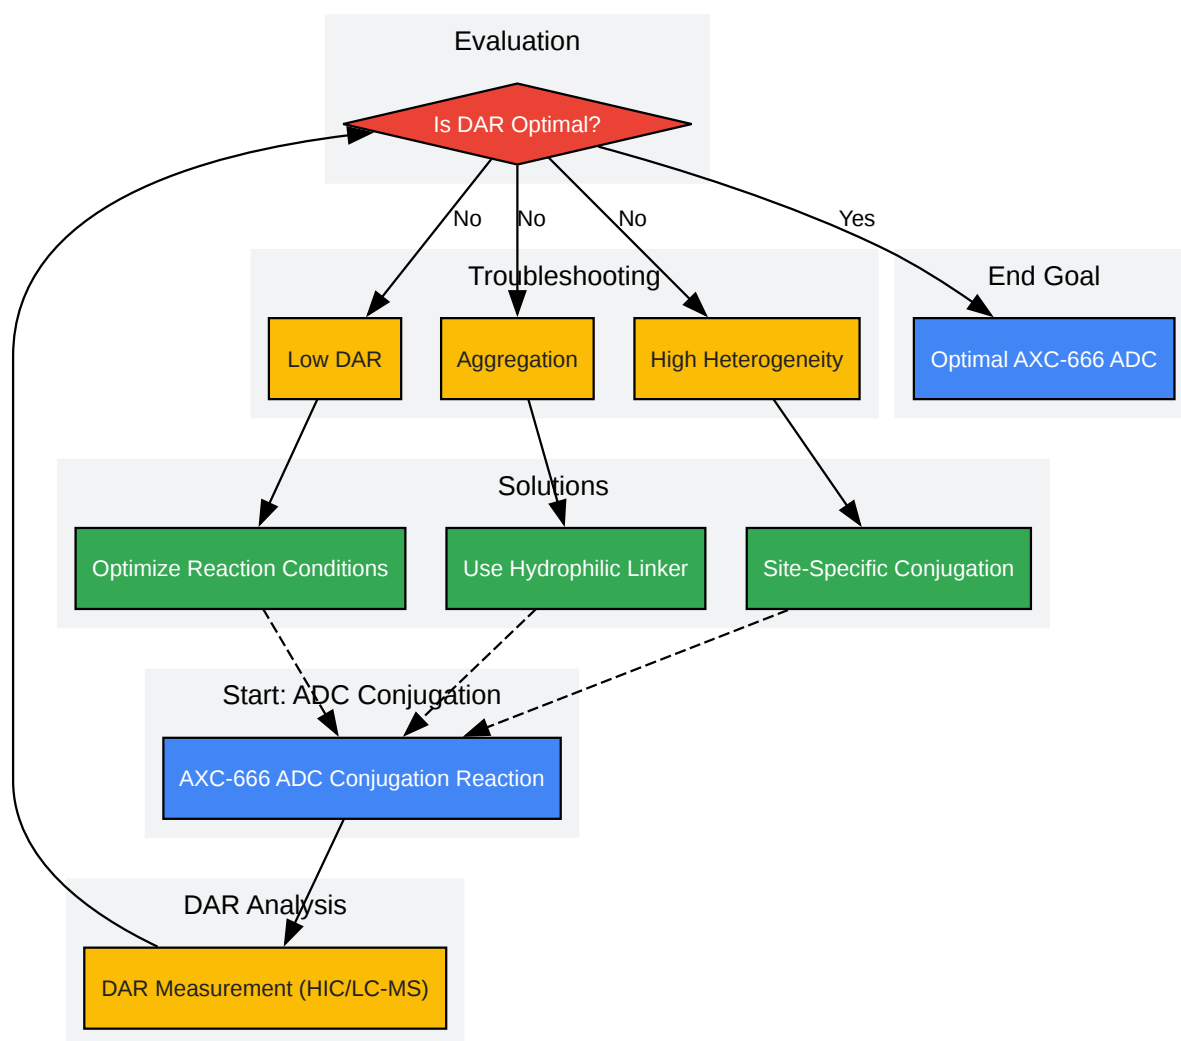 Evaluation
Is DAR Optimal?
No
No
No
Yes
Troubleshooting
End Goal
Low DAR
Aggregation
High Heterogeneity
Optimal AXC-666 ADC
Solutions
Optimize Reaction Conditions
Use Hydrophilic Linker
Site-Specific Conjugation
Start: ADC Conjugation
AXC-666 ADC Conjugation Reaction
DAR Analysis
DAR Measurement (HIC/LC-MS)